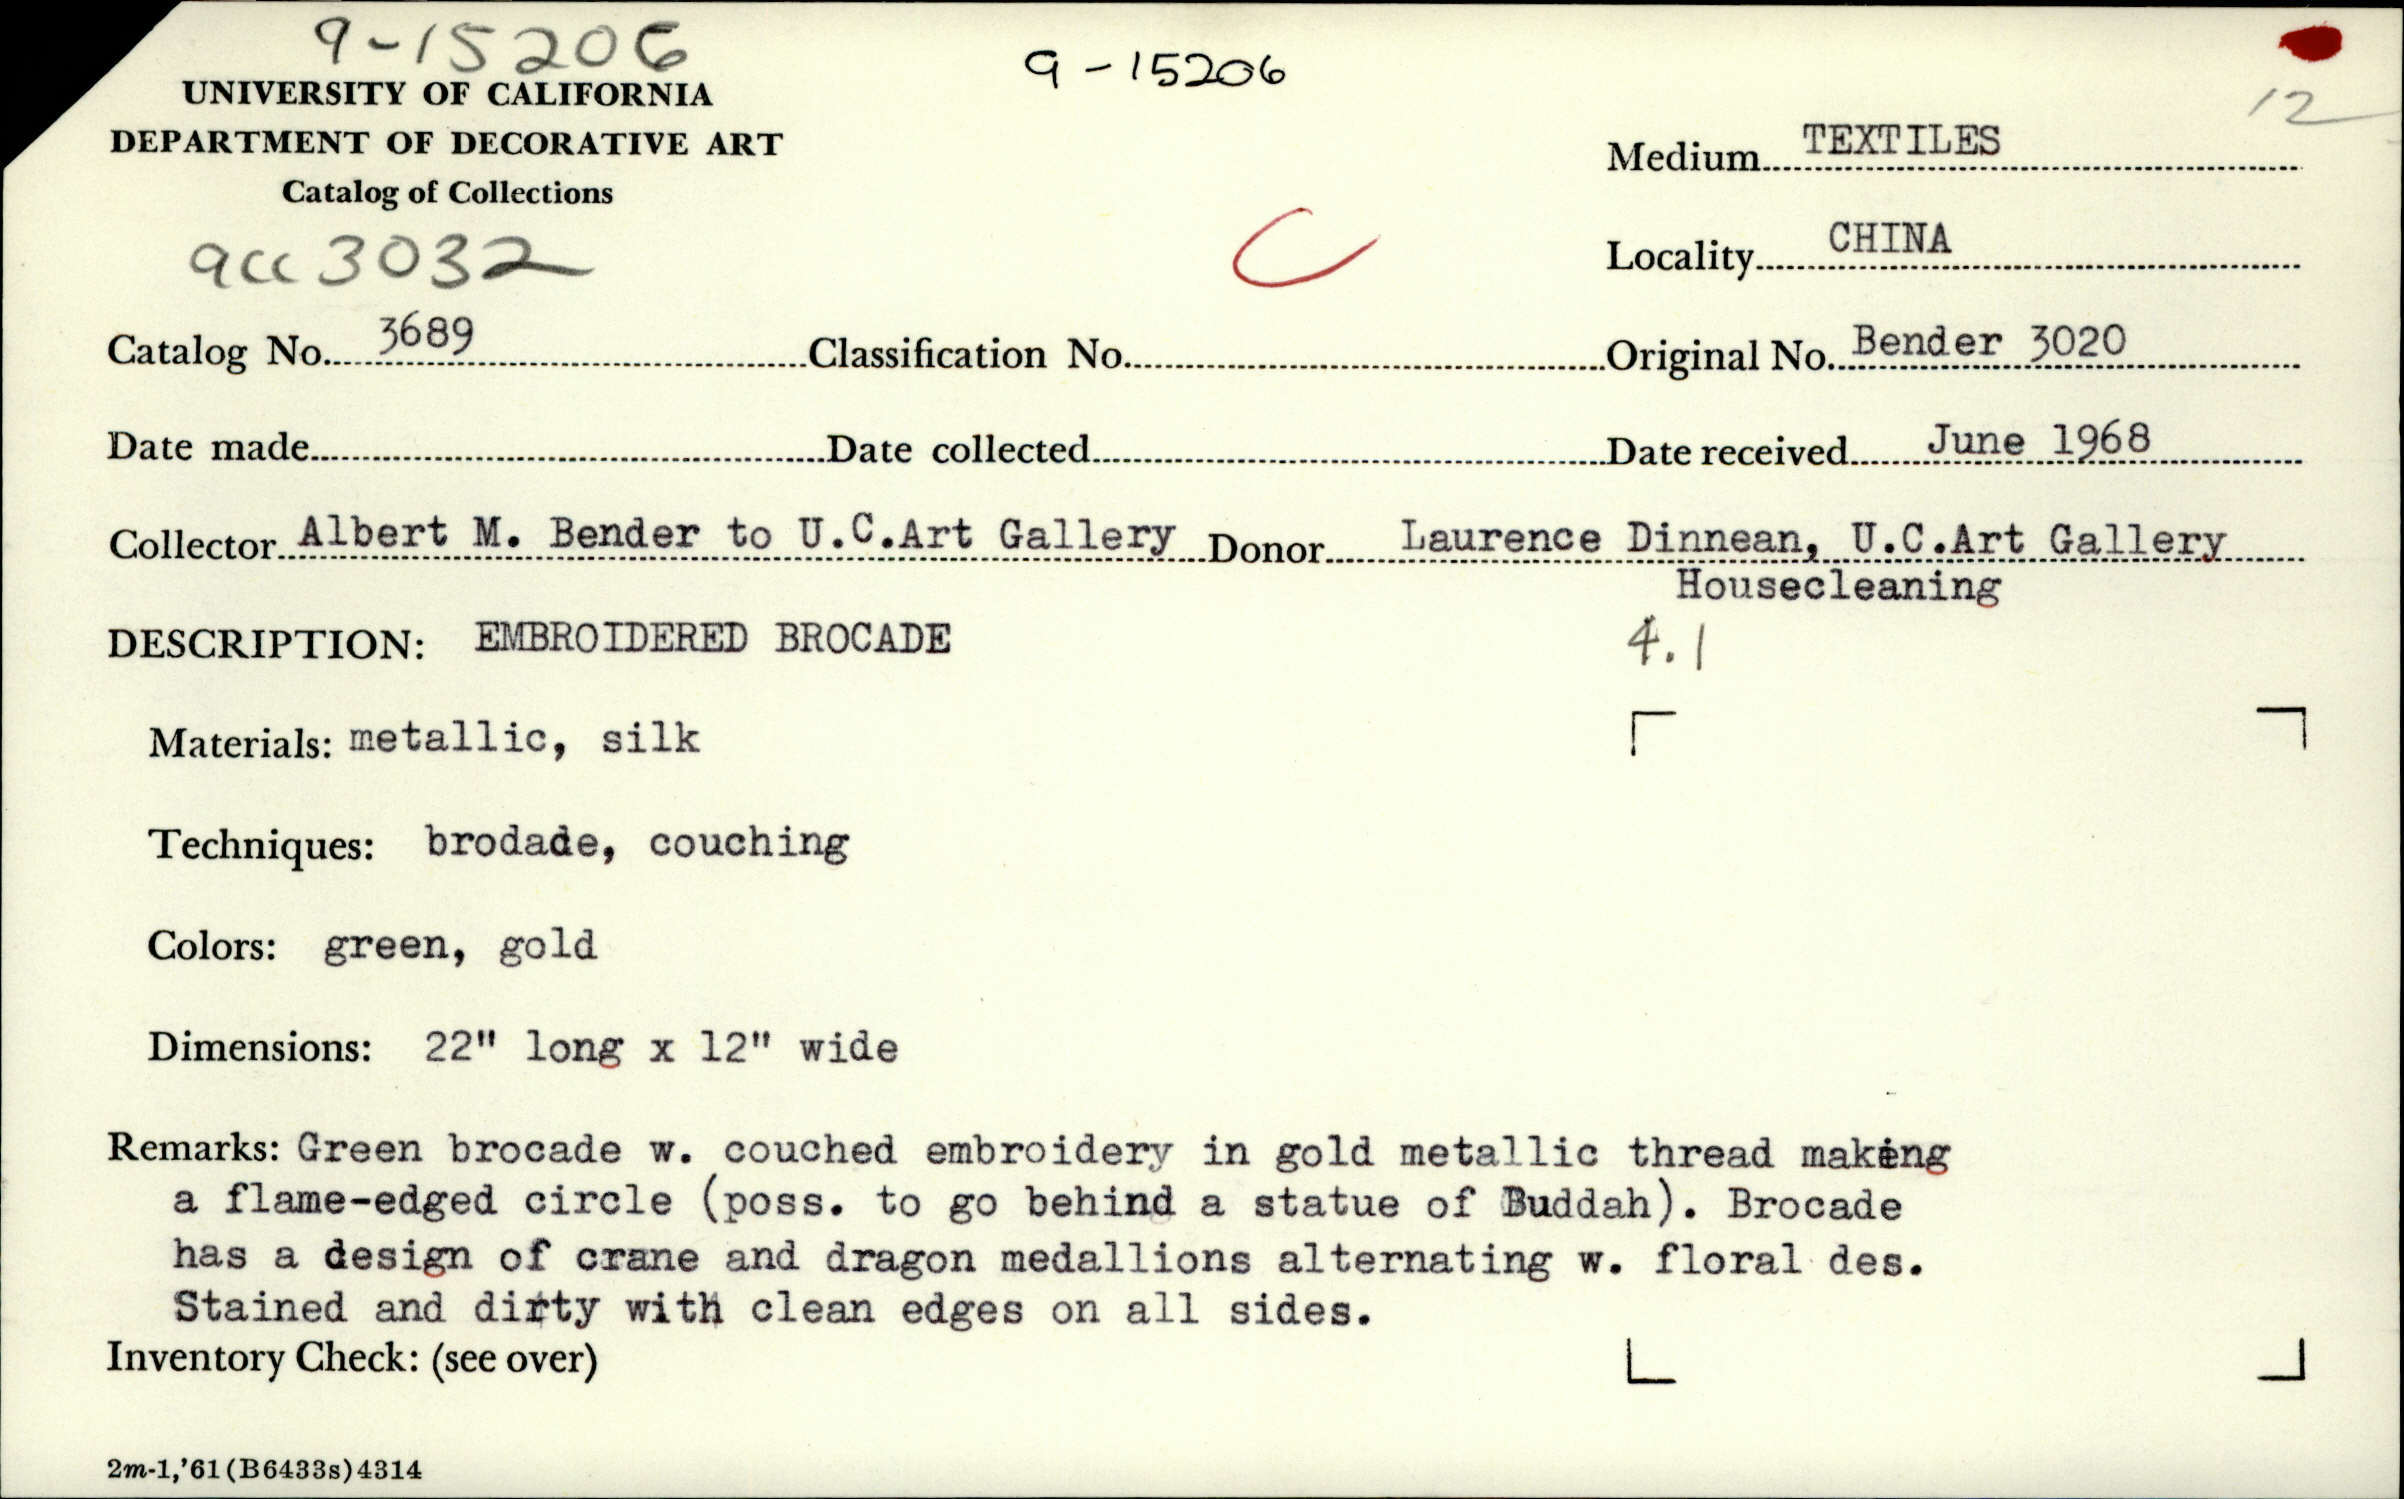 9-15206
9-15206
12
UNIVERSITY OF CALIFORNIA
DEPARTMENT OF DECORATIVE ART
Catalog of Collections
Medium TEXTILES
acc 3032
C
Locality CHINA
Catalog No. 3689 Classification No. Original No. Bender 3020
Date made Date collected Date received June 1968
Collector Albert M. Bender to U.C.Art Gallery Donor Laurence Dinnean, U.C.Art Gallery
Housecleaning
DESCRIPTION: EMBROIDERED BROCADE
4.1
Materials: metallic, silk
Techniques: brodade, couching
Colors: green, gold
Dimensions: 22" long x 12" wide
Remarks: Green brocade w. couched embroidery in gold metallic thread making
a flame-edged circle (poss. to go behind a statue of Buddah). Brocade
has a design of crane and dragon medallions alternating w. floral des.
Stained and dirty with clean edges on all sides.
Inventory Check: (see over)
2m-1,'61(B6433s)4314